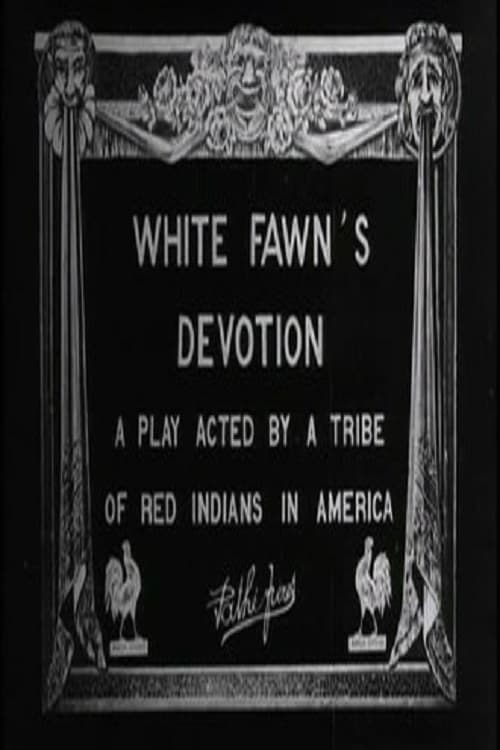 WHITE FAWN'S
DEVOTION
A PLAY ACTED BY A TRIBE
OF RED INDIANS IN AMERICA
Pathé frères